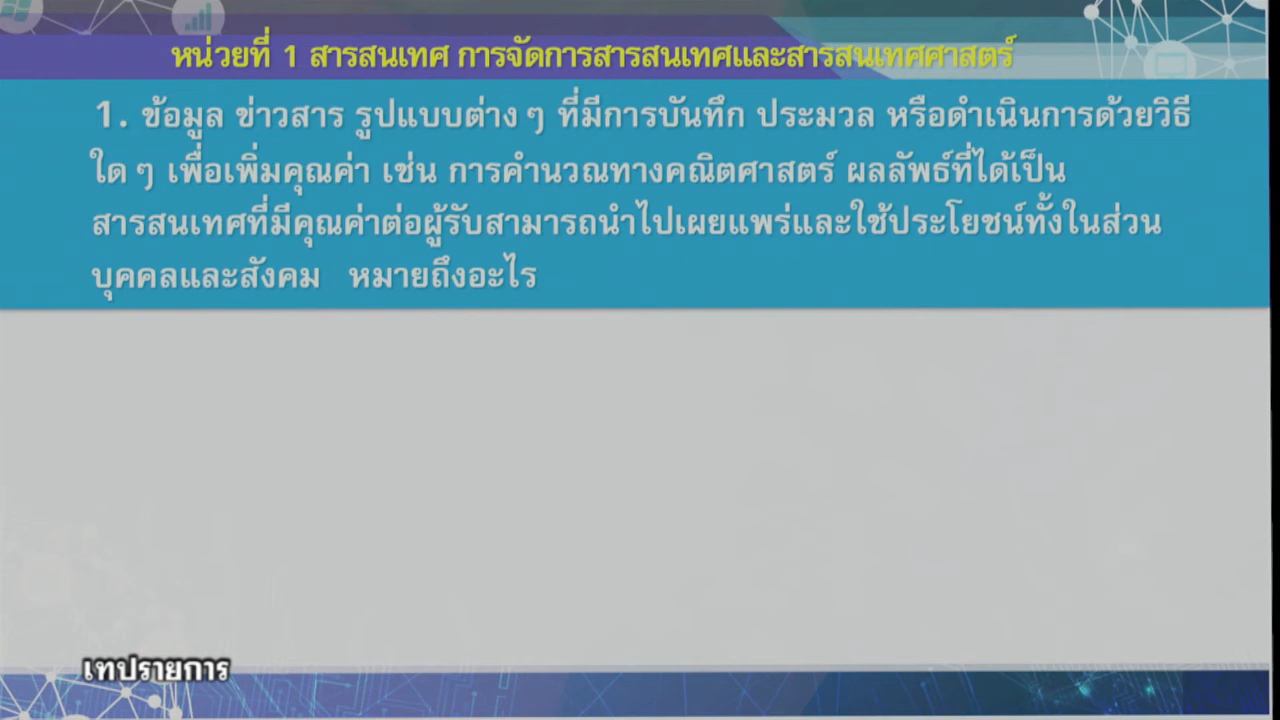 หน่วยที่ 1 สารสนเทศ การจัดการสารสนเทศและสารสนเทศศาสตร์
1. ข้อมูล ข่าวสาร รูปแบบต่าง ๆ ที่มีการบันทึก ประมวล หรือดำเนินการด้วยวิธี
ใด ๆ เพื่อเพิ่มคุณค่า เช่น การคำนวณทางคณิตศาสตร์ ผลลัพธ์ที่ได้เป็น
สารสนเทศที่มีคุณค่าต่อผู้รับสามารถนำไปเผยแพร่และใช้ประโยชน์ทั้งในส่วน
บุคคลและสังคม หมายถึงอะไร
เทปรายการ